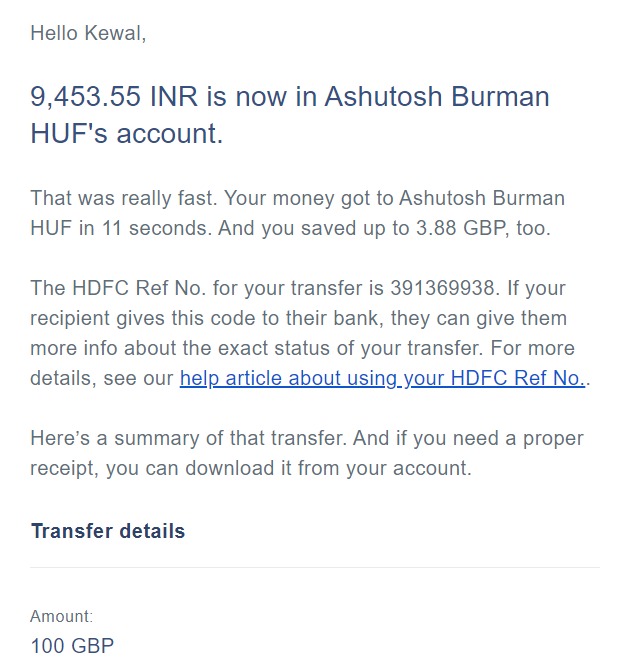 Hello Kewal,
9,453.55 INR is now in Ashutosh Burman
HUF's account.
That was really fast. Your money got to Ashutosh Burman
HUF in 11 seconds. And you saved up to 3.88 GBP, too.
The HDFC Ref No. for your transfer is 391369938. If your
recipient gives this code to their bank, they can give them
more info about the exact status of your transfer. For more
details, see our help article about using your HDFC Ref No..
Here’s a summary of that transfer. And if you need a proper
receipt, you can download it from your account.
Transfer details
Amount:
100 GBP